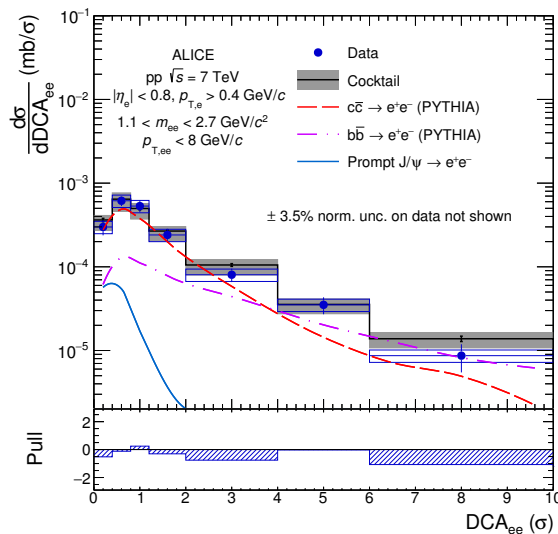 dσ/dDCA_ee (mb/σ)
10⁻¹
10⁻²
10⁻³
10⁻⁴
10⁻⁵
ALICE
pp √s = 7 TeV
|η_e| < 0.8, p_T,e > 0.4 GeV/c
1.1 < m_ee < 2.7 GeV/c²
p_T,ee < 8 GeV/c
Data
Cocktail
cc̄ → e⁺e⁻ (PYTHIA)
bb̄ → e⁺e⁻ (PYTHIA)
Prompt J/ψ → e⁺e⁻
± 3.5% norm. unc. on data not shown
Pull
2
0
−2
0 1 2 3 4 5 6 7 8 9 10
DCA_ee (σ)